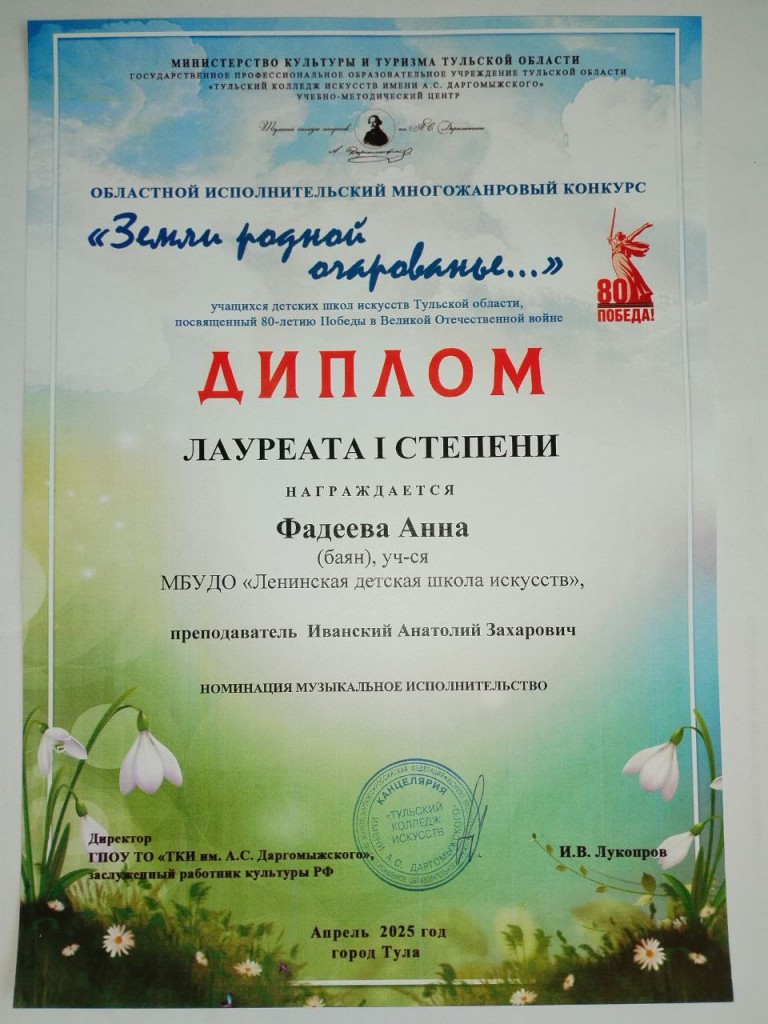 МИНИСТЕРСТВО КУЛЬТУРЫ И ТУРИЗМА ТУЛЬСКОЙ ОБЛАСТИ
ГОСУДАРСТВЕННОЕ ПРОФЕССИОНАЛЬНОЕ ОБРАЗОВАТЕЛЬНОЕ УЧРЕЖДЕНИЕ ТУЛЬСКОЙ ОБЛАСТИ
«ТУЛЬСКИЙ КОЛЛЕДЖ ИСКУССТВ ИМЕНИ А.С. ДАРГОМЫЖСКОГО»
УЧЕБНО-МЕТОДИЧЕСКИЙ ЦЕНТР
ОБЛАСТНОЙ ИСПОЛНИТЕЛЬСКИЙ МНОГОЖАНРОВЫЙ КОНКУРС
«Земли родной
очарованье...»
80
ПОБЕДА!
учащихся детских школ искусств Тульской области,
посвященный 80-летию Победы в Великой Отечественной войне
ДИПЛОМ
ЛАУРЕАТА I СТЕПЕНИ
НАГРАЖДАЕТСЯ
Фадеева Анна
(баян), уч-ся
МБУДО «Ленинская детская школа искусств»,
преподаватель Иванский Анатолий Захарович
НОМИНАЦИЯ МУЗЫКАЛЬНОЕ ИСПОЛНИТЕЛЬСТВО
КАНЦЕЛЯРИЯ
«ТУЛЬСКИЙ
КОЛЛЕДЖ
ИСКУССТВ
ИМЕНИ А.С. ДАРГОМЫЖСКОГО»
Директор
ГПОУ ТО «ТКИ им. А.С. Даргомыжского»,
заслуженный работник культуры РФ
И.В. Лукопров
Апрель 2025 год
город Тула